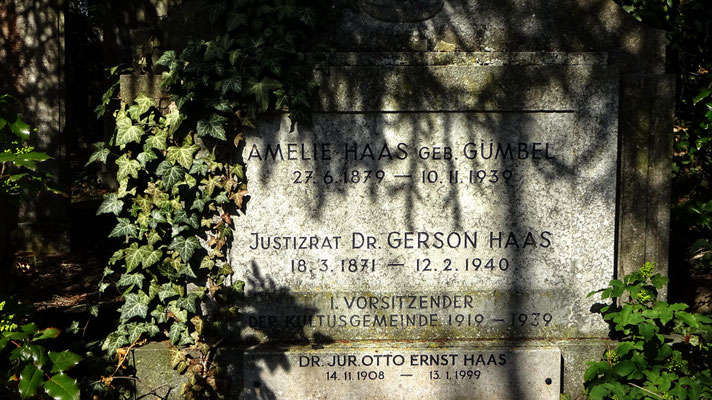 AMELIE HAAS GEB. GÜMBEL
27.6.1879 — 10.11.1939
JUSTIZRAT DR. GERSON HAAS
18.3.1871 — 12.2.1940
I. VORSITZENDER
DER KULTUSGEMEINDE 1919 — 1939
DR. JUR. OTTO ERNST HAAS
14.11.1908 — 13.1.1999